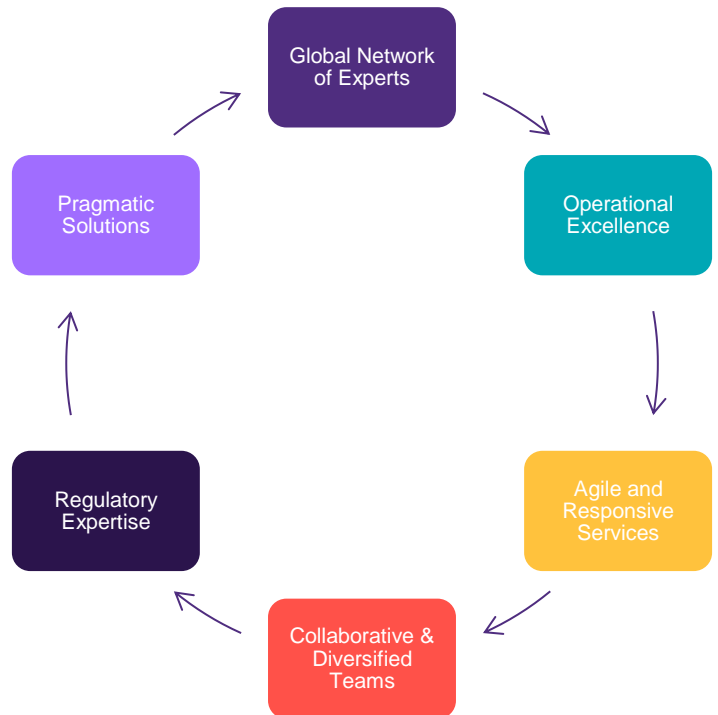 Global Network
of Experts
Operational
Excellence
Agile and
Responsive
Services
Collaborative &
Diversified
Teams
Regulatory
Expertise
Pragmatic
Solutions